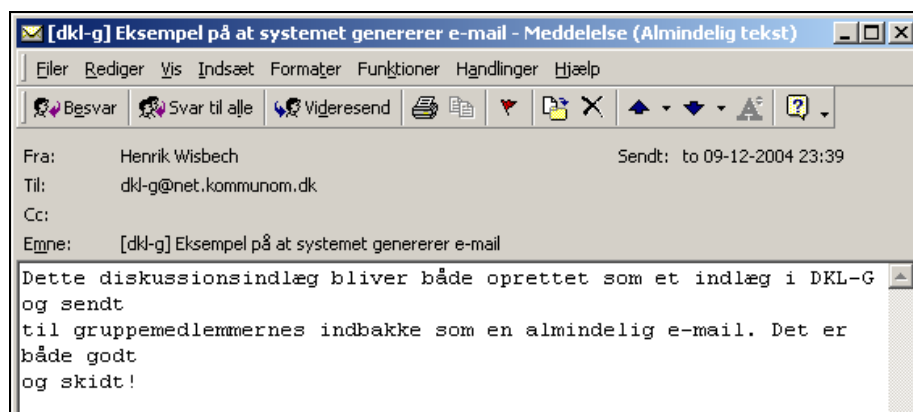 [dkl-g] Eksempel på at systemet genererer e-mail - Meddelelse (Almindelig tekst)
Filer Rediger Vis Indsæt Formater Funktioner Handlinger Hjælp
Besvar Svar til alle Videresend
Fra: Henrik Wisbech Sendt: to 09-12-2004 23:39
Til: dkl-g@net.kommunom.dk
Cc:
Emne: [dkl-g] Eksempel på at systemet genererer e-mail
Dette diskussionsindlæg bliver både oprettet som et indlæg i DKL-G
og sendt
til gruppemedlemmernes indbakke som en almindelig e-mail. Det er
både godt
og skidt!